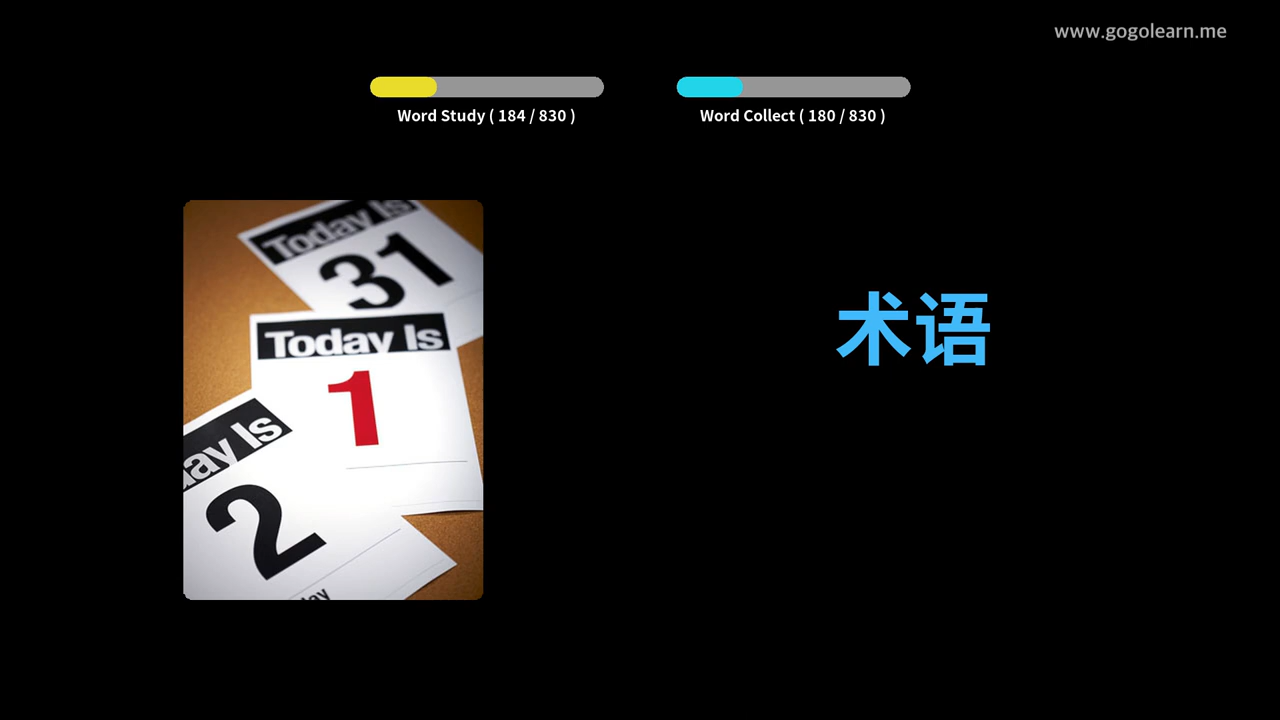 www.gogolearn.me
Word Study ( 184 / 830 )
Word Collect ( 180 / 830 )
Today Is
31
Today Is
1
ay Is
2
ay
术语